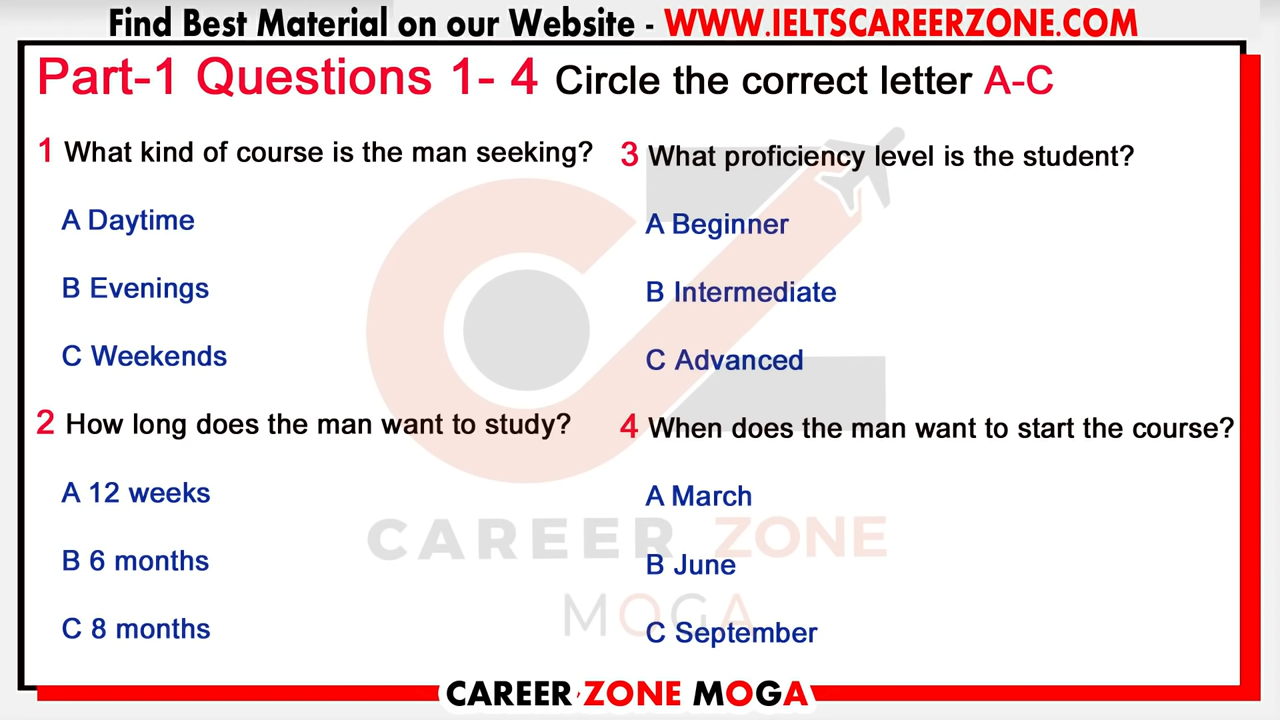 Find Best Material on our Website - WWW.IELTSCAREERZONE.COM
Part-1 Questions 1- 4 Circle the correct letter A-C
1 What kind of course is the man seeking?
A Daytime
B Evenings
C Weekends
2 How long does the man want to study?
A 12 weeks
B 6 months
C 8 months
3 What proficiency level is the student?
A Beginner
B Intermediate
C Advanced
4 When does the man want to start the course?
A March
B June
C September
CAREER ZONE
MOGA
CAREER ZONE MOGA